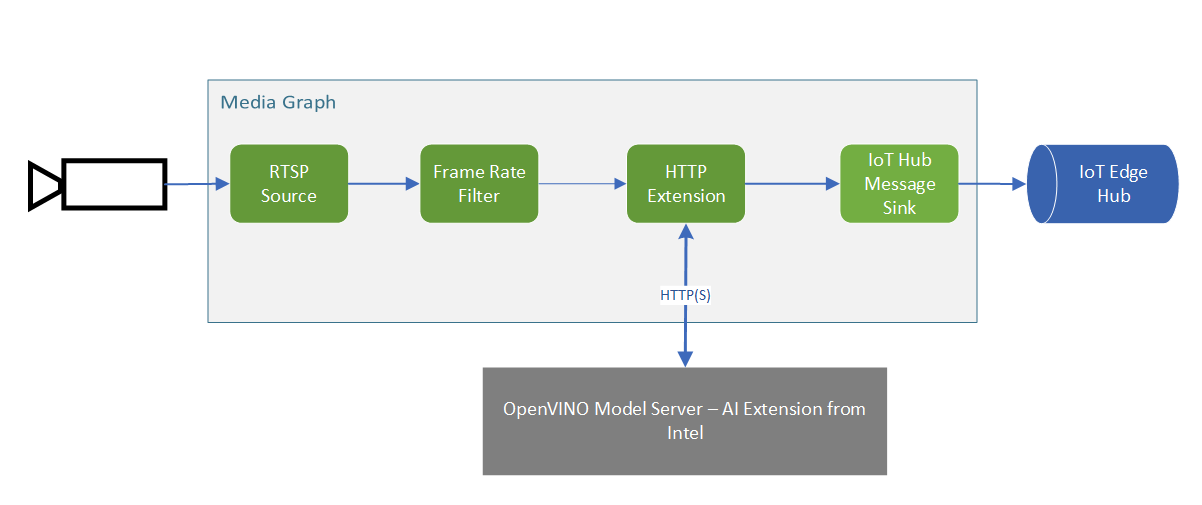 Media Graph
RTSP
Source
Frame Rate
Filter
HTTP
Extension
IoT Hub
Message
Sink
IoT Edge
Hub
HTTP(S)
OpenVINO Model Server – AI Extension from
Intel